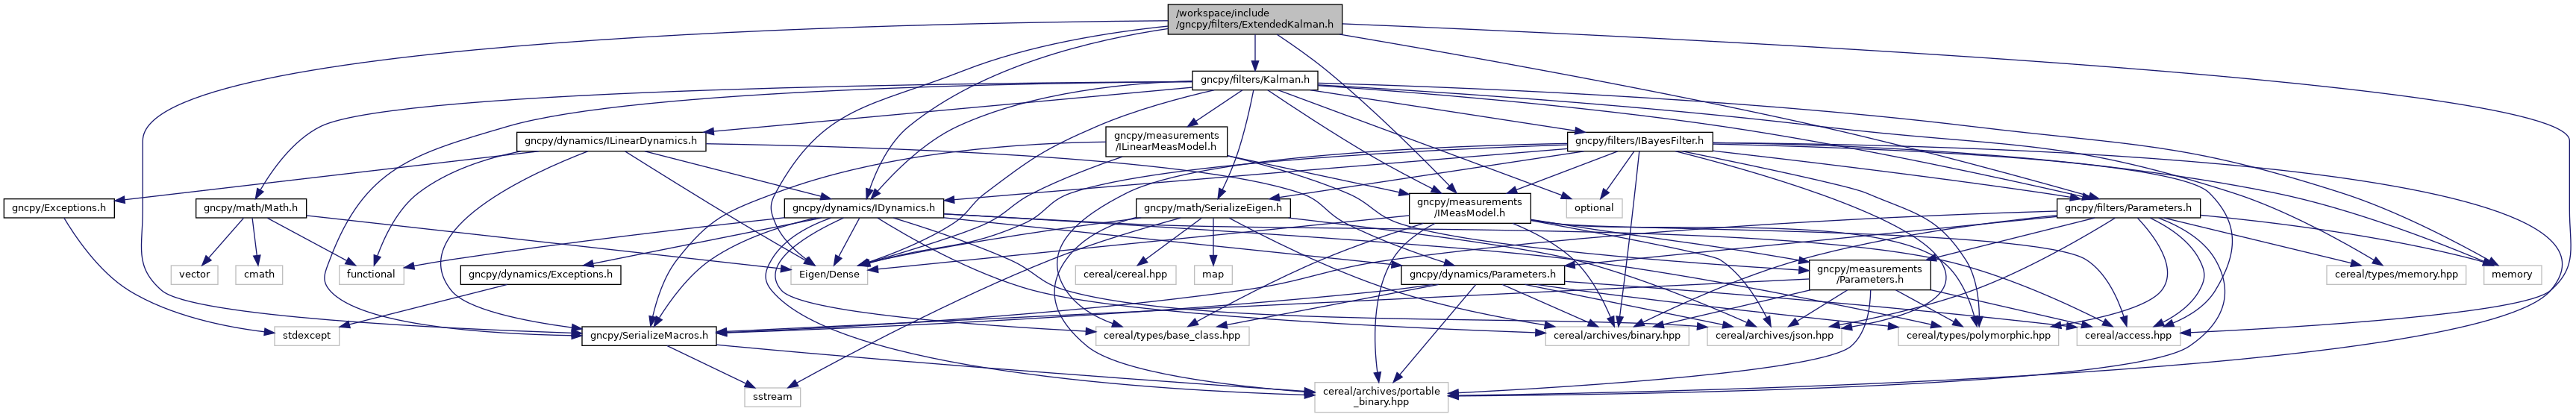 /workspace/include
/gncpy/filters/ExtendedKalman.h
gncpy/filters/Kalman.h
gncpy/dynamics/ILinearDynamics.h
gncpy/measurements
/ILinearMeasModel.h
gncpy/filters/IBayesFilter.h
gncpy/Exceptions.h
gncpy/math/Math.h
gncpy/dynamics/IDynamics.h
gncpy/math/SerializeEigen.h
gncpy/measurements
/IMeasModel.h
optional
gncpy/filters/Parameters.h
vector
cmath
functional
gncpy/dynamics/Exceptions.h
Eigen/Dense
cereal/cereal.hpp
map
gncpy/dynamics/Parameters.h
gncpy/measurements
/Parameters.h
cereal/types/memory.hpp
memory
stdexcept
gncpy/SerializeMacros.h
cereal/types/base_class.hpp
cereal/archives/binary.hpp
cereal/archives/json.hpp
cereal/types/polymorphic.hpp
cereal/access.hpp
sstream
cereal/archives/portable
_binary.hpp